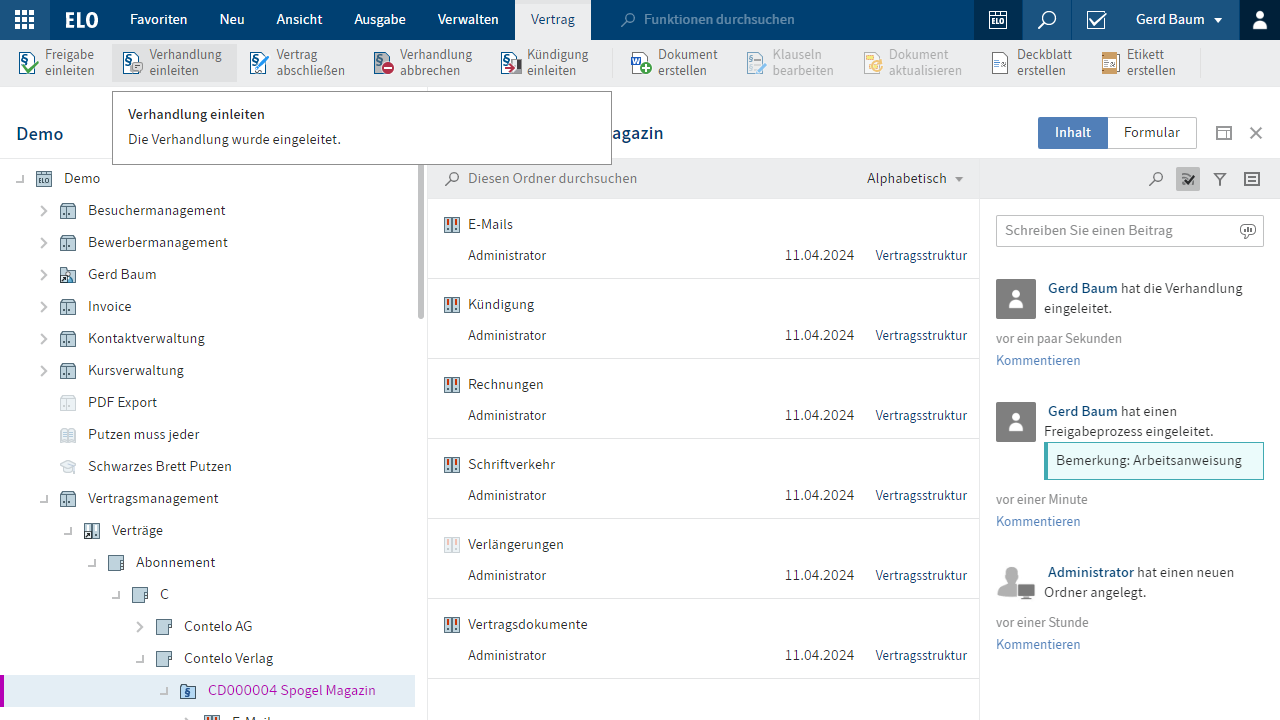 ELO Favoriten Neu Ansicht Ausgabe Verwalten Vertrag Funktionen durchsuchen ELO Gerd Baum
Freigabe einleiten
Verhandlung einleiten
Vertrag abschließen
Verhandlung abbrechen
Kündigung einleiten
Dokument erstellen
Klauseln bearbeiten
Dokument aktualisieren
Deckblatt erstellen
Etikett erstellen
Verhandlung einleiten
Die Verhandlung wurde eingeleitet.
Demo
agazin
Inhalt Formular
Demo
Besuchermanagement
Bewerbermanagement
Gerd Baum
Invoice
Kontaktverwaltung
Kursverwaltung
PDF Export
Putzen muss jeder
Schwarzes Brett Putzen
Vertragsmanagement
Verträge
Abonnement
C
Contelo AG
Contelo Verlag
CD000004 Spogel Magazin
Diesen Ordner durchsuchen Alphabetisch
E-Mails
Administrator 11.04.2024 Vertragsstruktur
Kündigung
Administrator 11.04.2024 Vertragsstruktur
Rechnungen
Administrator 11.04.2024 Vertragsstruktur
Schriftverkehr
Administrator 11.04.2024 Vertragsstruktur
Verlängerungen
Administrator 11.04.2024 Vertragsstruktur
Vertragsdokumente
Administrator 11.04.2024 Vertragsstruktur
Schreiben Sie einen Beitrag
Gerd Baum hat die Verhandlung
eingeleitet.
vor ein paar Sekunden
Kommentieren
Gerd Baum hat einen
Freigabeprozess eingeleitet.
Bemerkung: Arbeitsanweisung
vor einer Minute
Kommentieren
Administrator hat einen neuen
Ordner angelegt.
vor einer Stunde
Kommentieren